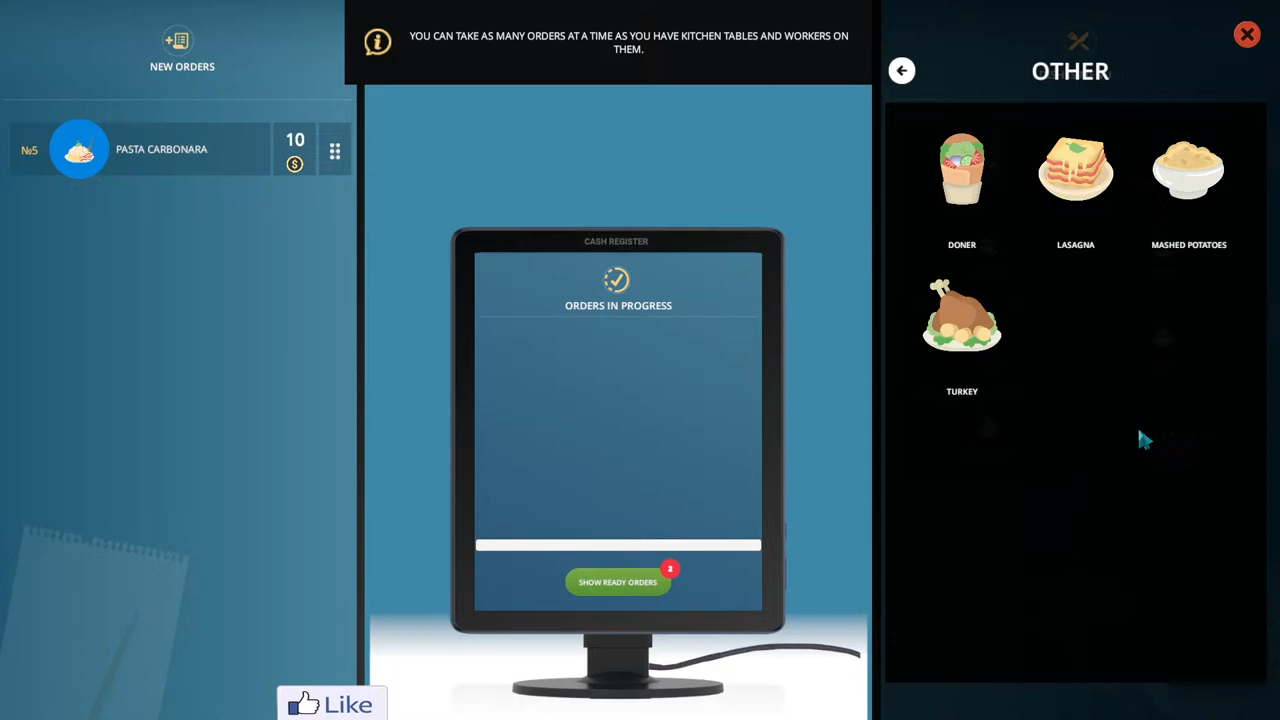 NEW ORDERS
№5
PASTA CARBONARA
10
YOU CAN TAKE AS MANY ORDERS AT A TIME AS YOU HAVE KITCHEN TABLES AND WORKERS ON
THEM.
CASH REGISTER
ORDERS IN PROGRESS
SHOW READY ORDERS
2
Like
OTHER
DONER
LASAGNA
MASHED POTATOES
TURKEY